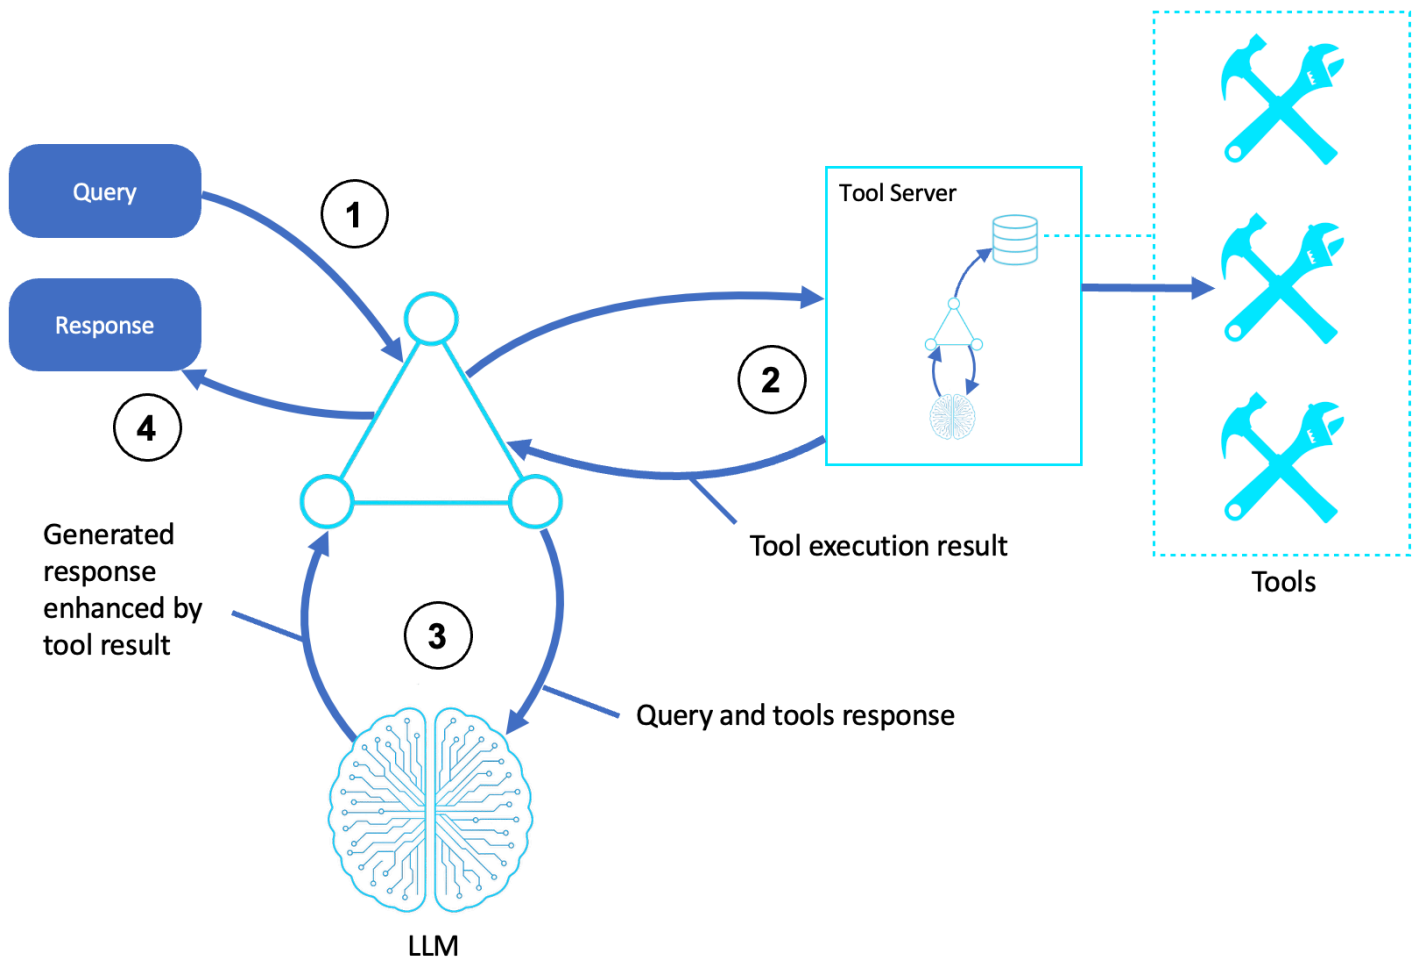 Query
1
Response
4
2
Tool Server
Tools
Tool execution result
Generated
response
enhanced by
tool result
3
Query and tools response
LLM